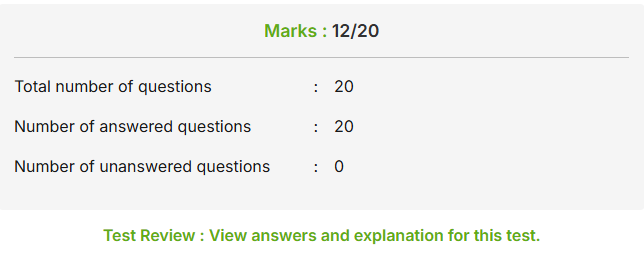 Marks : 12/20
Total number of questions : 20
Number of answered questions : 20
Number of unanswered questions : 0
Test Review : View answers and explanation for this test.